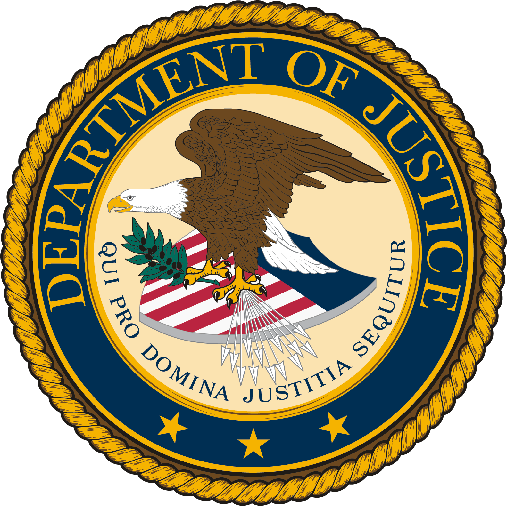 DEPARTMENT OF JUSTICE
QUI PRO DOMINA JUSTITIA SEQUITUR